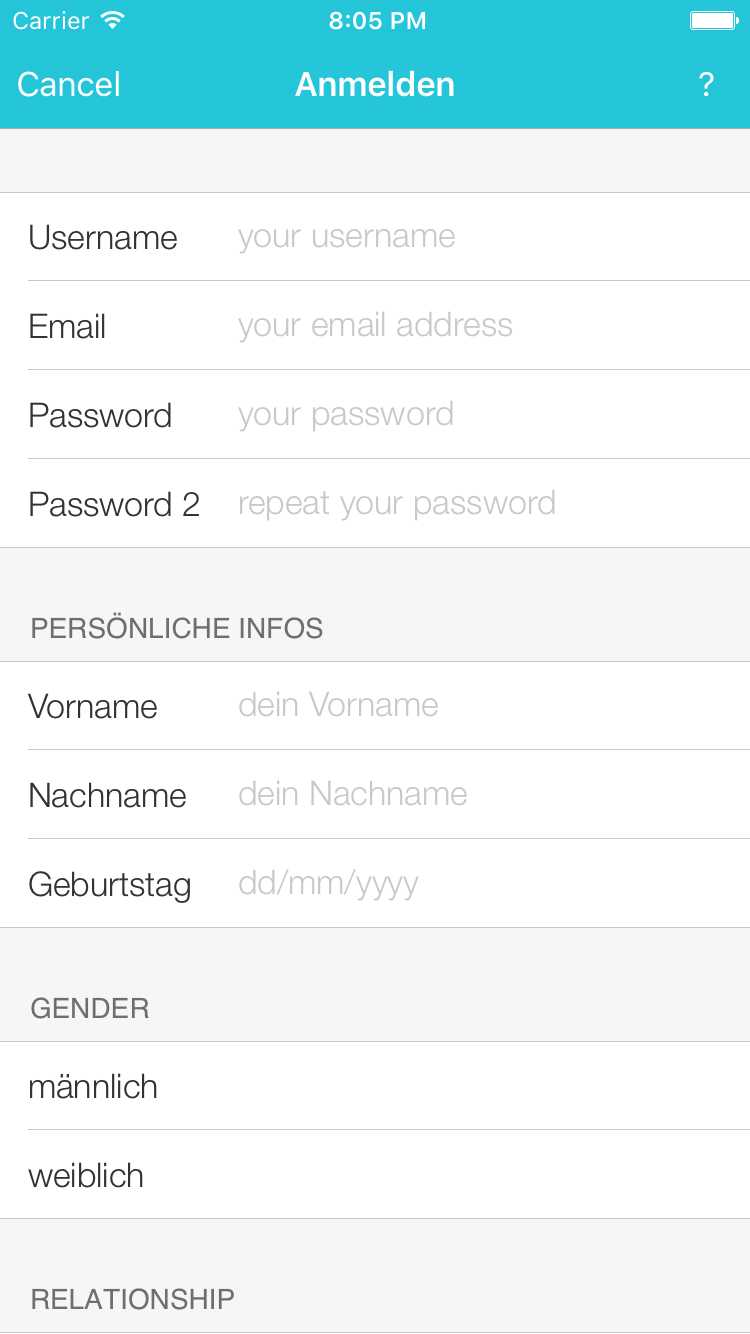 Carrier 8:05 PM
Cancel Anmelden ?
Username your username
Email your email address
Password your password
Password 2 repeat your password
PERSÖNLICHE INFOS
Vorname dein Vorname
Nachname dein Nachname
Geburtstag dd/mm/yyyy
GENDER
männlich
weiblich
RELATIONSHIP